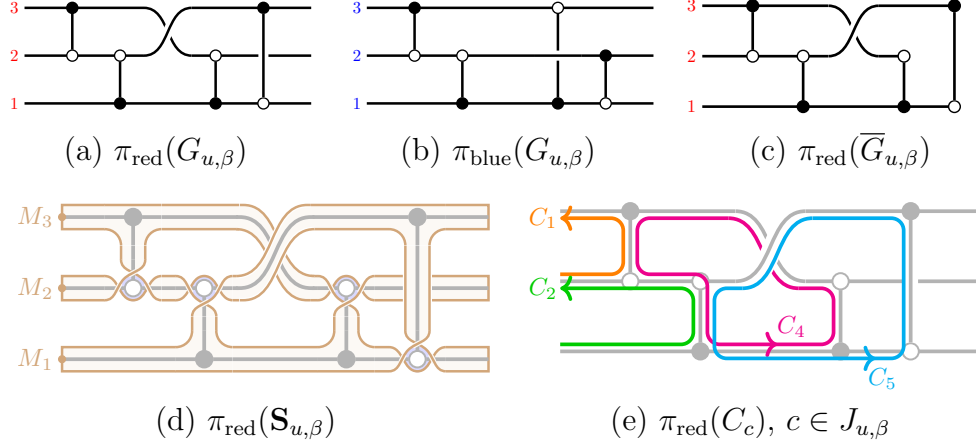 3
2
1
3
2
1
3
2
1
(a) π_red(G_{u,β})
(b) π_blue(G_{u,β})
(c) π_red(G̅_{u,β})
M_3
M_2
M_1
C_1
C_2
C_4
C_5
(d) π_red(𝐒_{u,β})
(e) π_red(C_c), c ∈ J_{u,β}